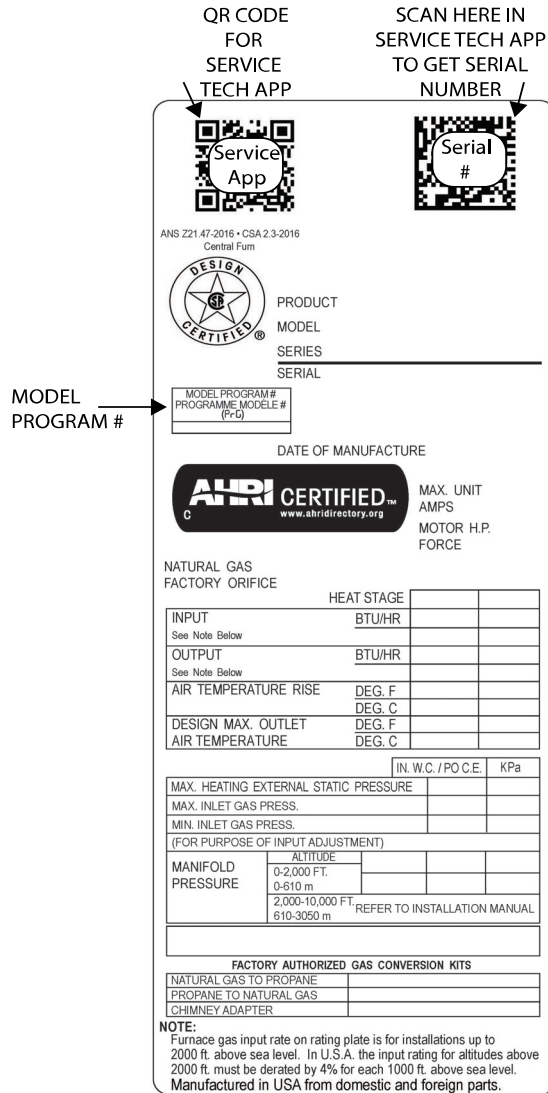 QR CODE
FOR
SERVICE
TECH APP
SCAN HERE IN
SERVICE TECH APP
TO GET SERIAL
NUMBER
Service
App
Serial
#
ANS Z21.47-2016 • CSA 2.3-2016
Central Furn
DESIGN
CERTIFIED
®
PRODUCT
MODEL
SERIES
SERIAL
MODEL
PROGRAM #
MODEL PROGRAM#
PROGRAMME MODÈLE #
(PrG)
DATE OF MANUFACTURE
AHRI CERTIFIED™
C www.ahridirectory.org
MAX. UNIT
AMPS
MOTOR H.P.
FORCE
NATURAL GAS
FACTORY ORIFICE
HEAT STAGE
INPUT BTU/HR
See Note Below
OUTPUT BTU/HR
See Note Below
AIR TEMPERATURE RISE DEG. F
DEG. C
DESIGN MAX. OUTLET DEG. F
AIR TEMPERATURE DEG. C
IN. W.C. / PO C.E. KPa
MAX. HEATING EXTERNAL STATIC PRESSURE
MAX. INLET GAS PRESS.
MIN. INLET GAS PRESS.
(FOR PURPOSE OF INPUT ADJUSTMENT)
MANIFOLD
PRESSURE
ALTITUDE
0-2,000 FT.
0-610 m
2,000-10,000 FT.
610-3050 m
REFER TO INSTALLATION MANUAL
FACTORY AUTHORIZED GAS CONVERSION KITS
NATURAL GAS TO PROPANE
PROPANE TO NATURAL GAS
CHIMNEY ADAPTER
NOTE:
Furnace gas input rate on rating plate is for installations up to
2000 ft. above sea level. In U.S.A. the input rating for altitudes above
2000 ft. must be derated by 4% for each 1000 ft. above sea level.
Manufactured in USA from domestic and foreign parts.